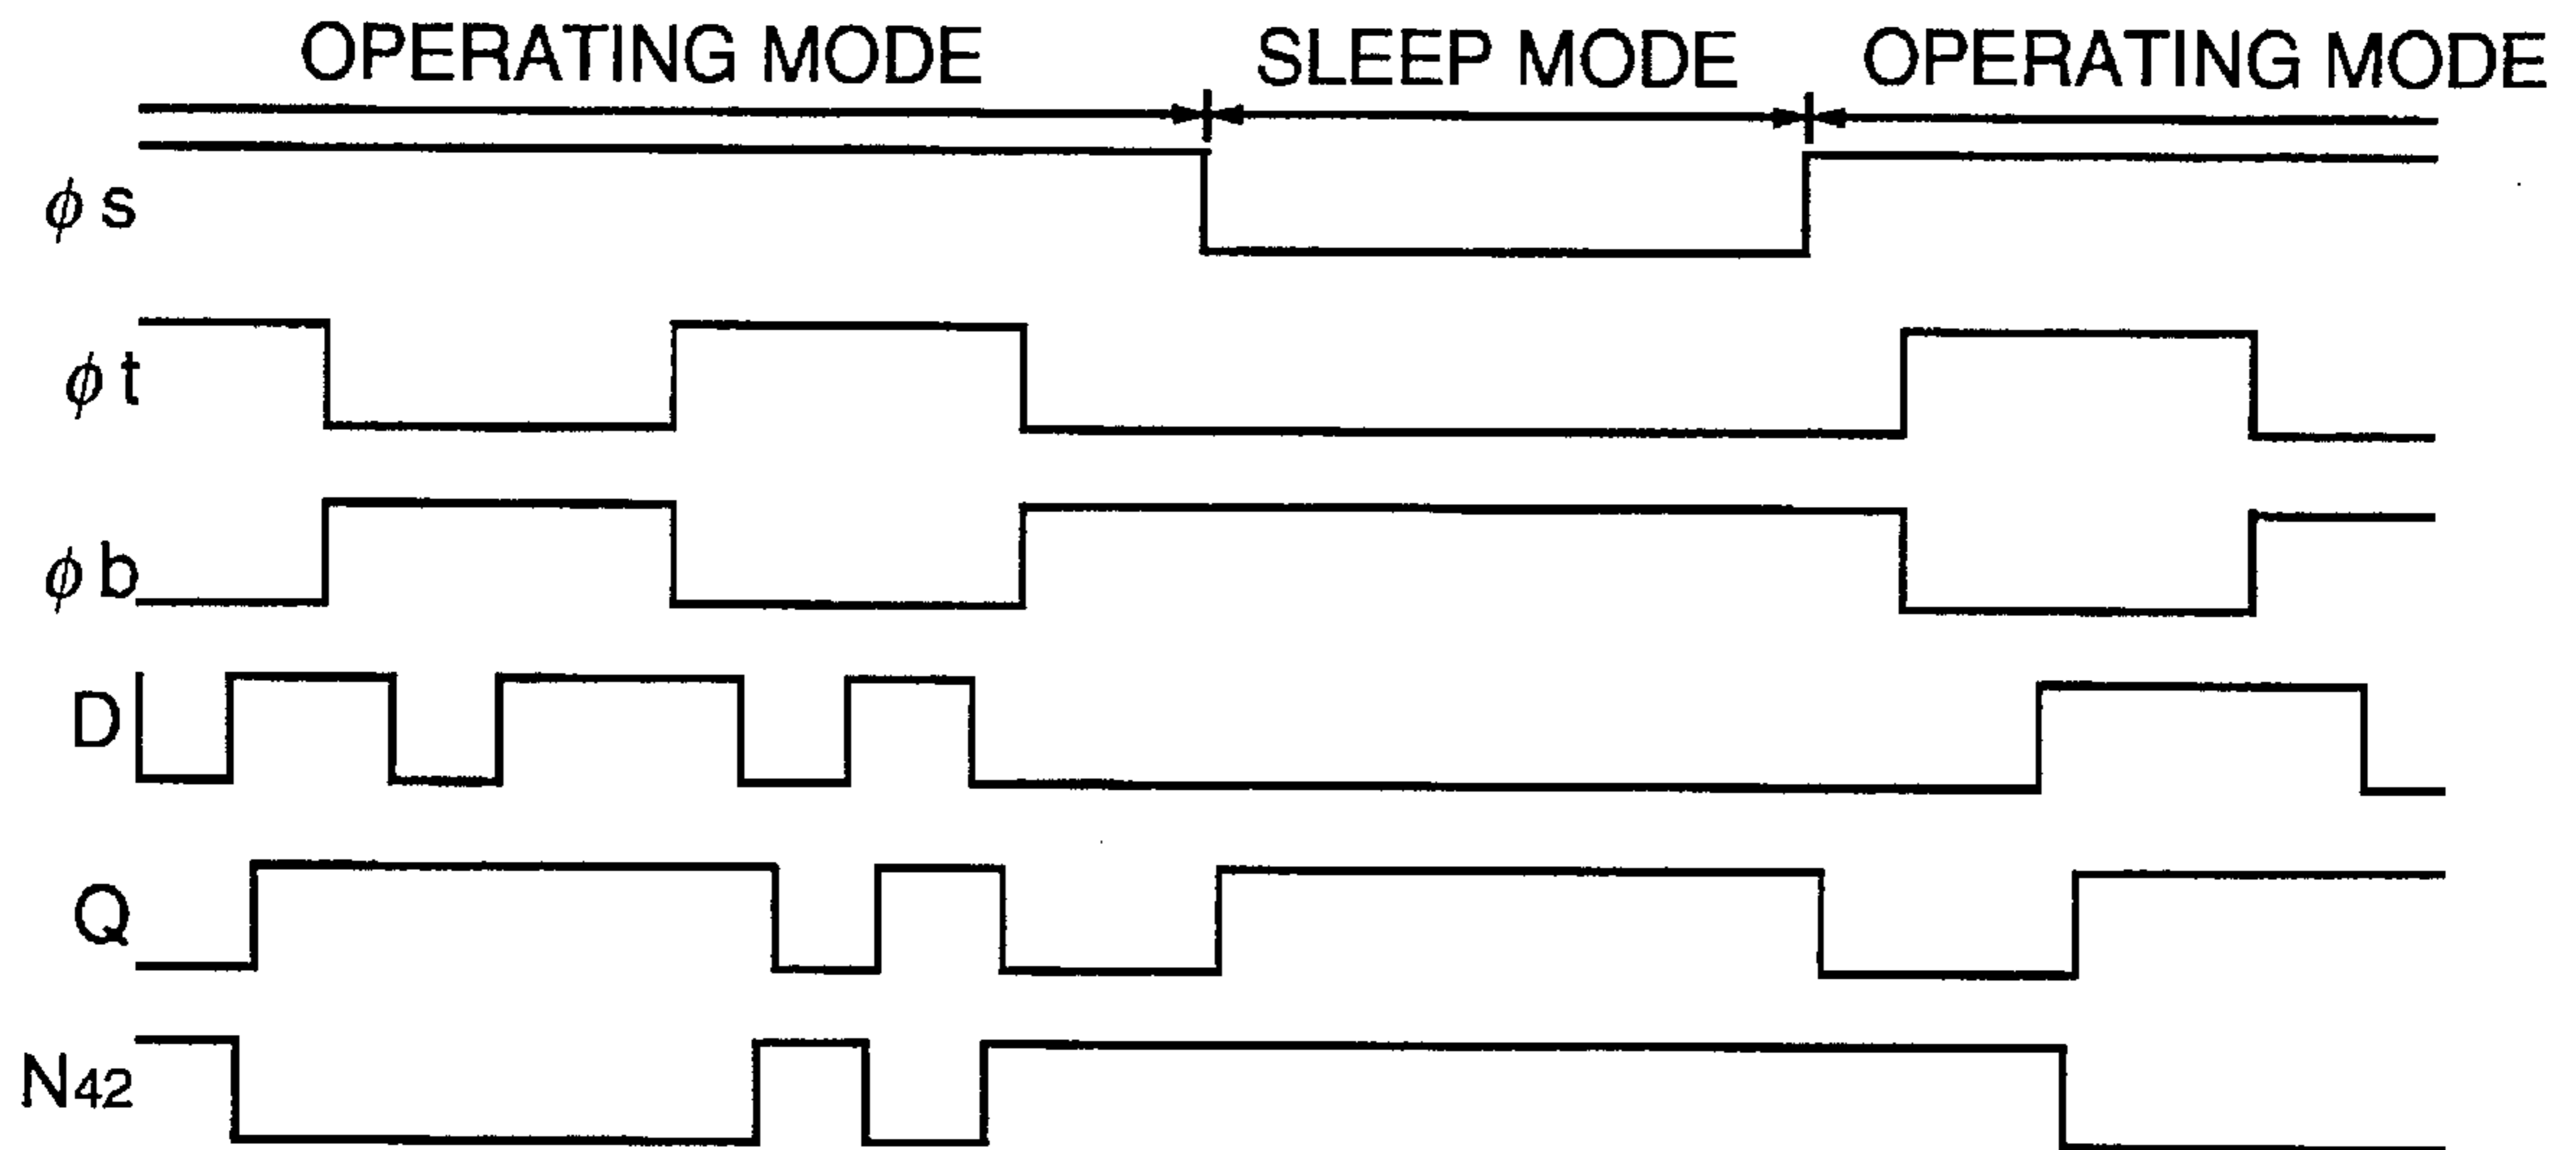 OPERATING MODE SLEEP MODE OPERATING MODE
ϕs
ϕt
ϕb
D
Q
N42